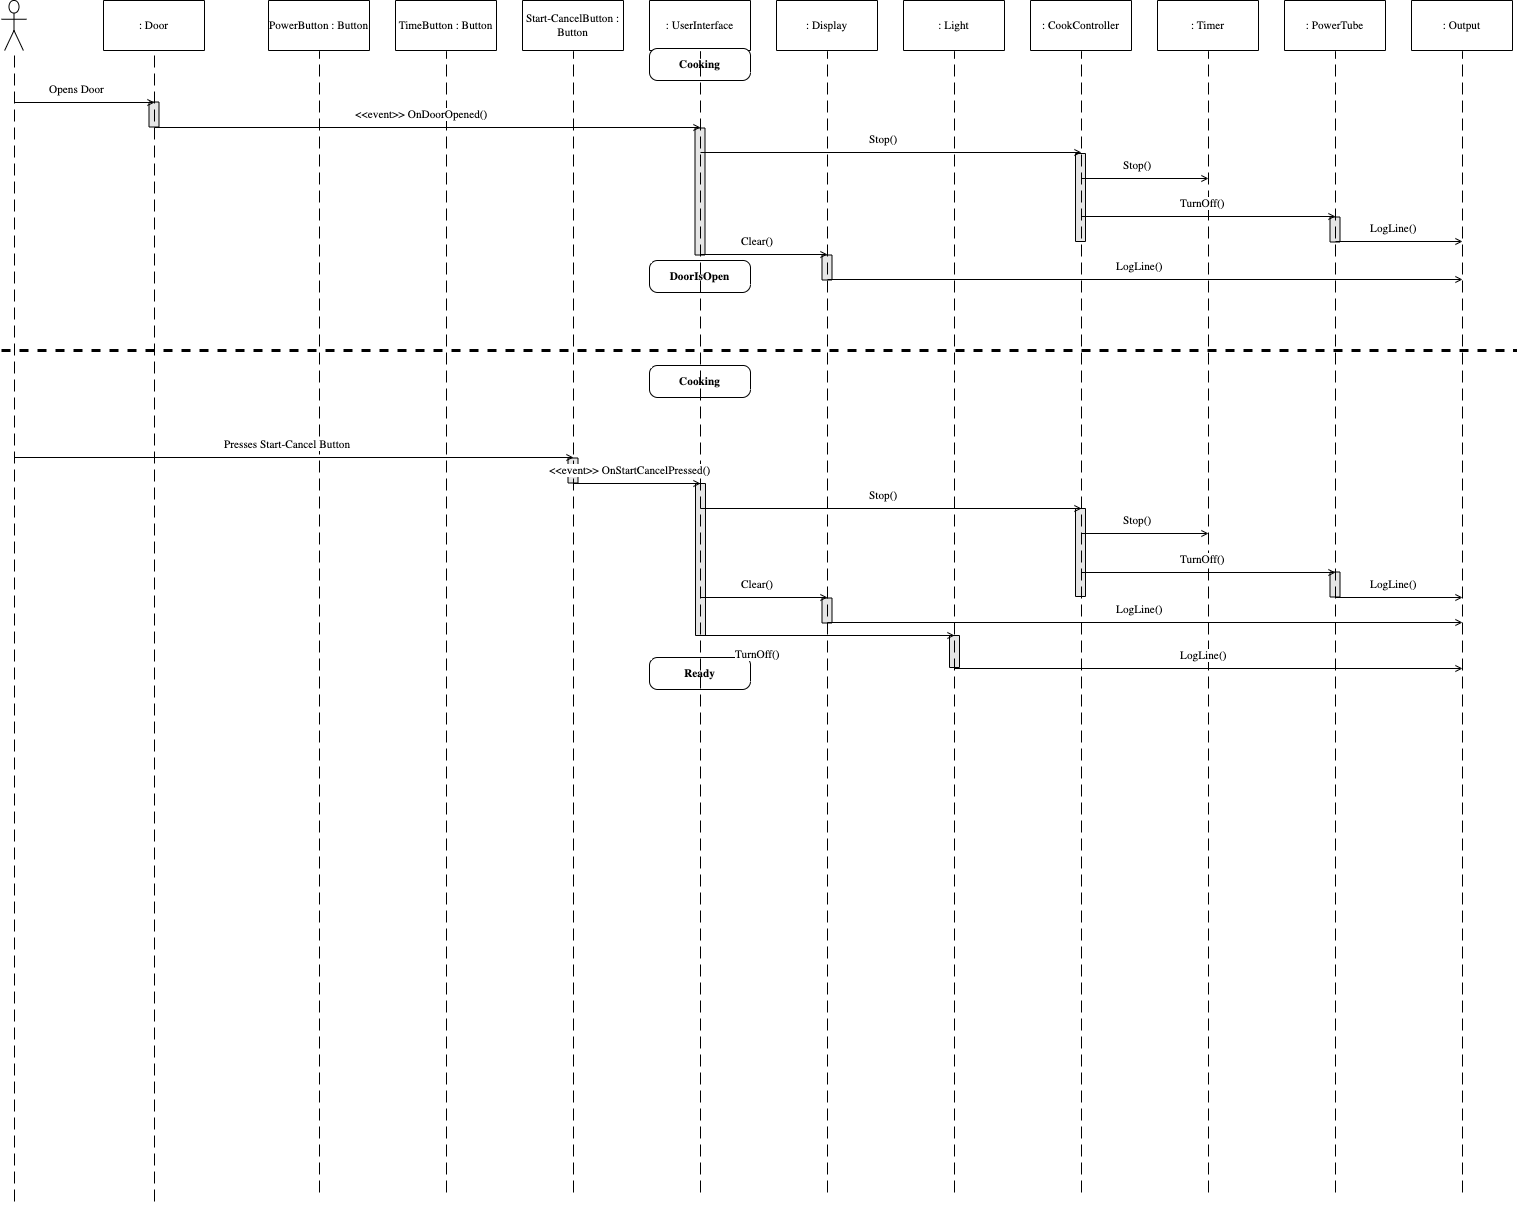 : Door
PowerButton : Button
TimeButton : Button
Start-CancelButton :
Button
: UserInterface
: Display
: Light
: CookController
: Timer
: PowerTube
: Output
Cooking
Opens Door
<<event>> OnDoorOpened()
Stop()
Stop()
TurnOff()
LogLine()
Clear()
LogLine()
DoorIsOpen
Cooking
Presses Start-Cancel Button
<<event>> OnStartCancelPressed()
Stop()
Stop()
TurnOff()
Clear()
LogLine()
LogLine()
TurnOff()
LogLine()
Ready